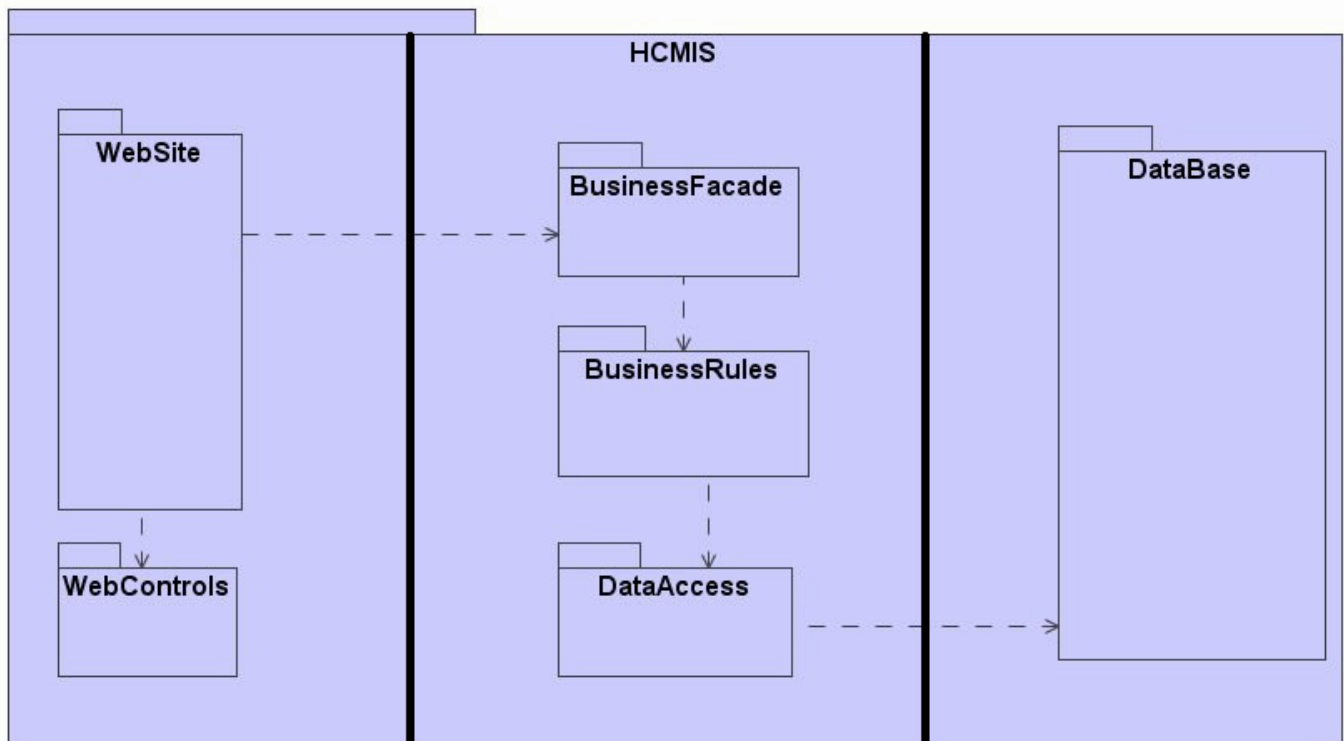 HCMIS
WebSite
BusinessFacade
DataBase
BusinessRules
WebControls
DataAccess